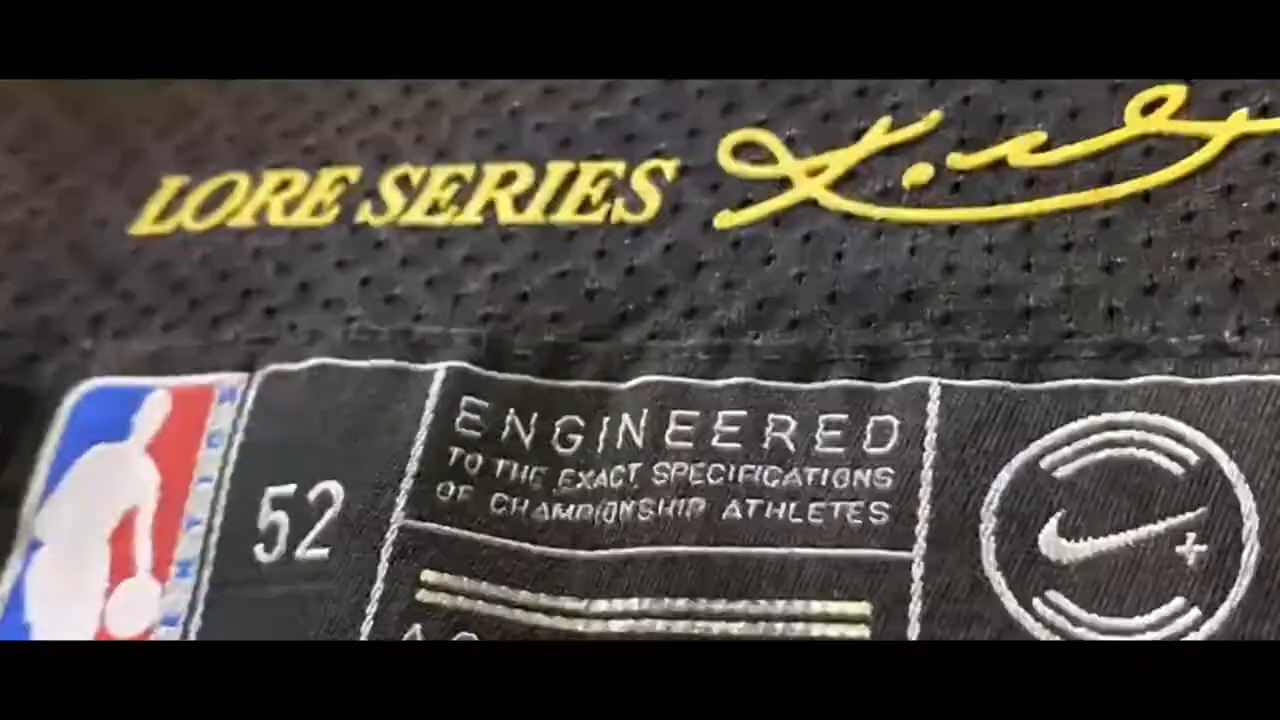 LORE SERIES
52
ENGINEERED
TO THE EXACT SPECIFICATIONS
OF CHAMPIONSHIP ATHLETES